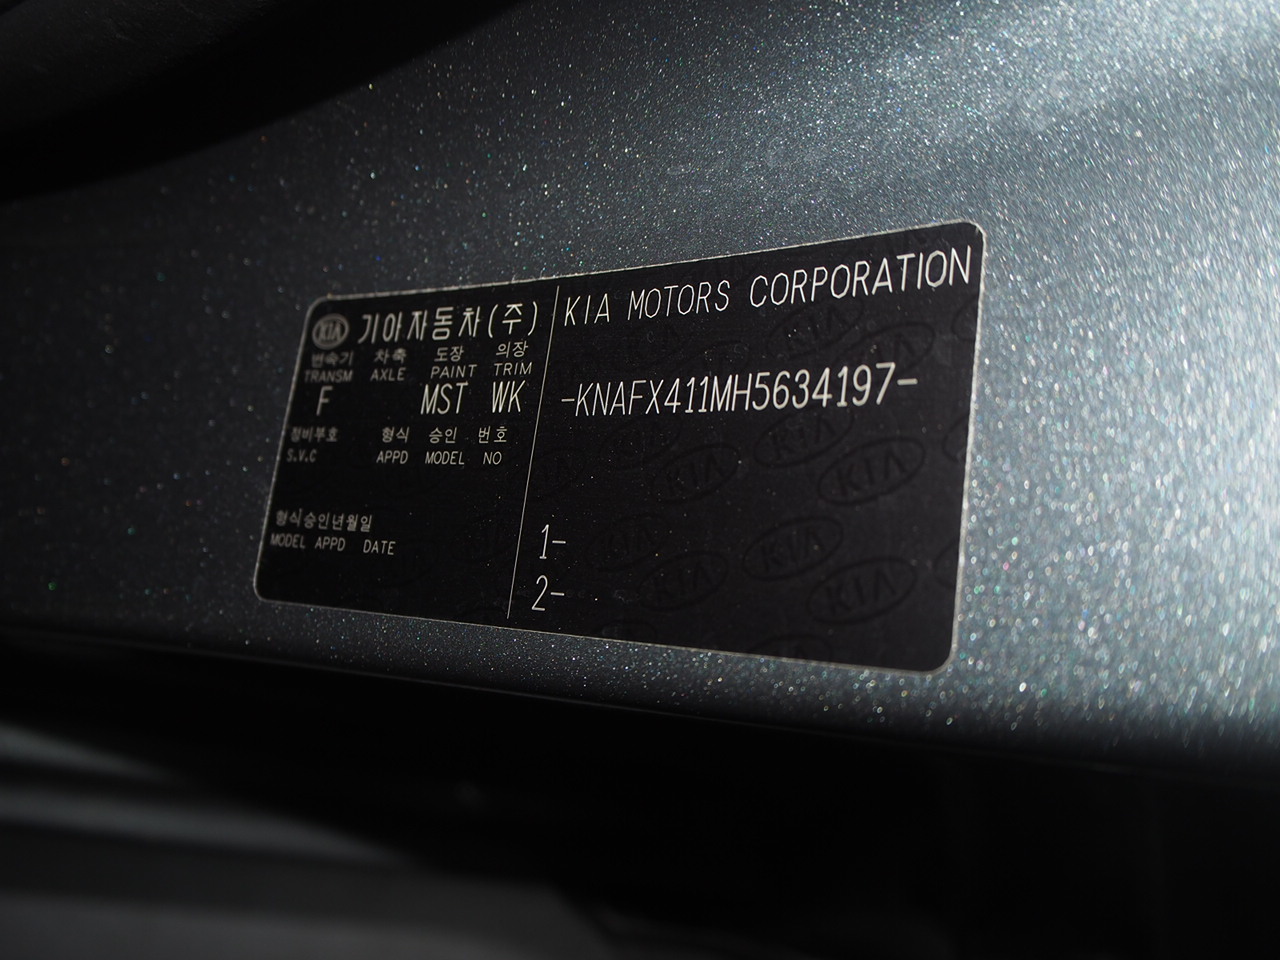 KIA 기아자동차(주)
변속기 차축 도장 의장
TRANSM AXLE PAINT TRIM
F MST WK
정비부호 형식 승인 번호
S.V.C APPD MODEL NO
형식승인년월일
MODEL APPD DATE
KIA MOTORS CORPORATION
-KNAFX411MH5634197-
1-
2-